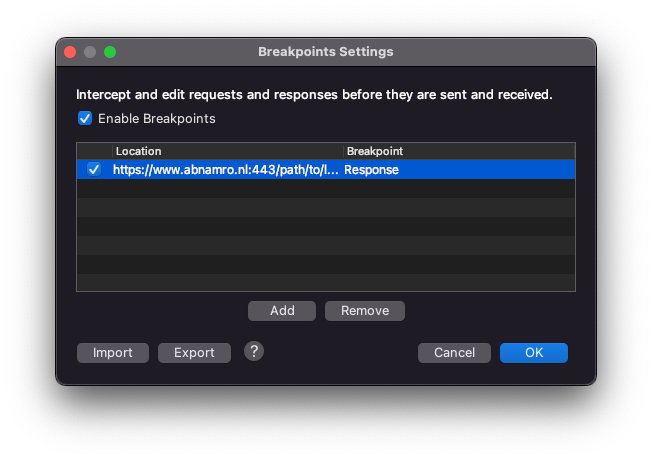 Breakpoints Settings
Intercept and edit requests and responses before they are sent and received.
Enable Breakpoints
Location Breakpoint
https://www.abnamro.nl:443/path/to/l... Response
Add Remove
Import Export ? Cancel OK